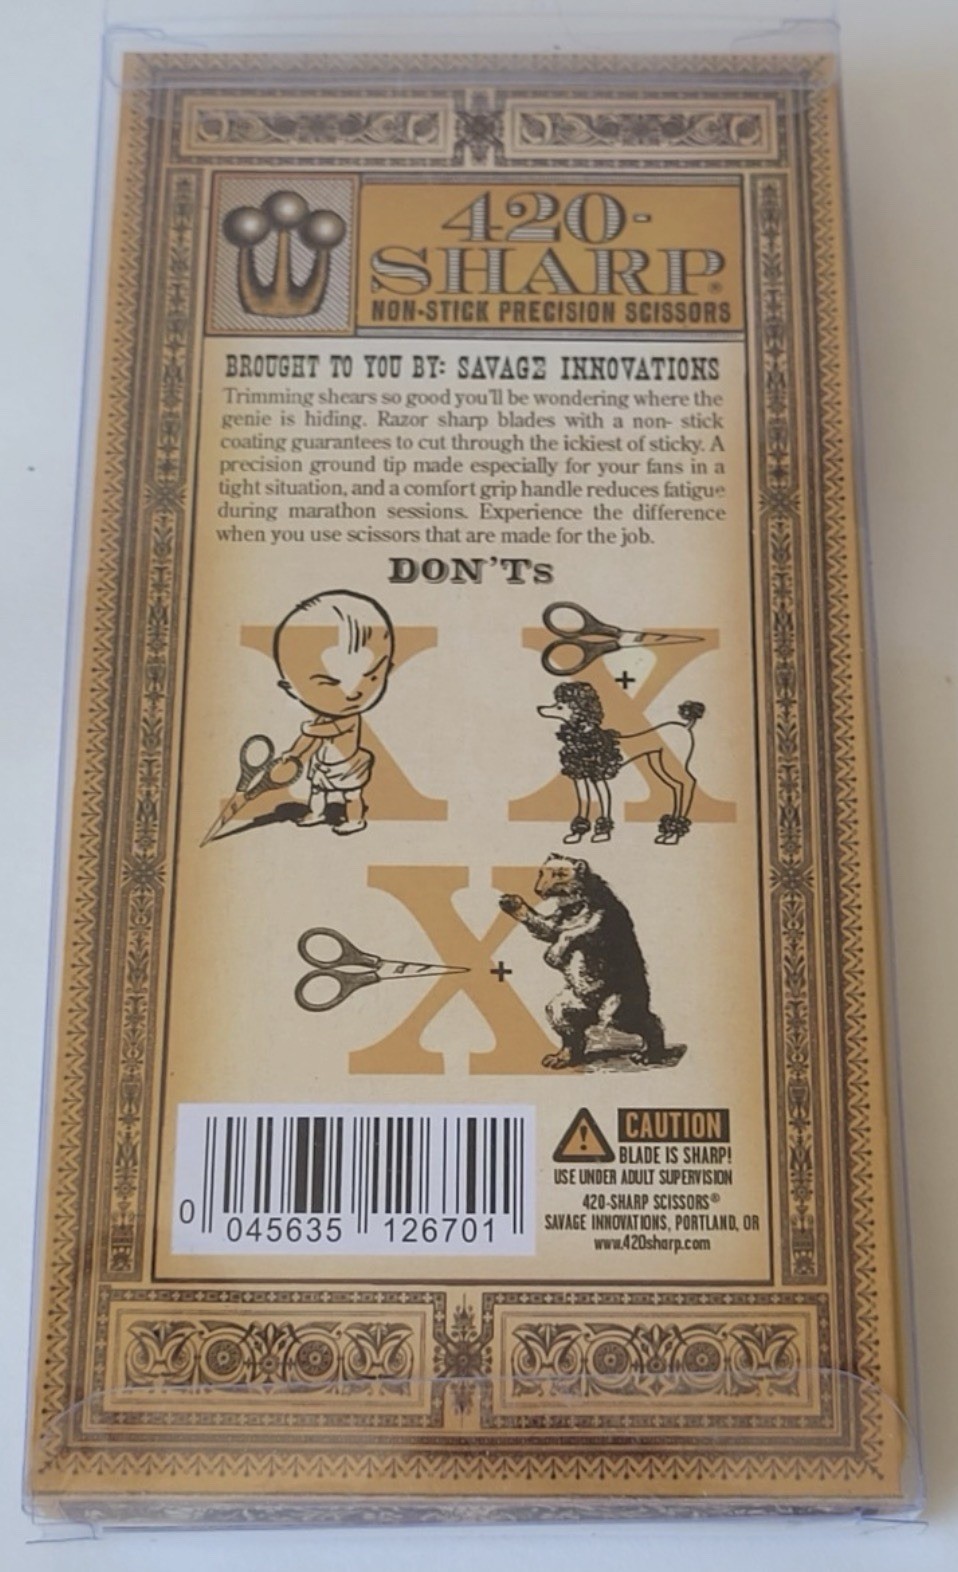 420-
SHARP®
NON-STICK PRECISION SCISSORS
BROUGHT TO YOU BY: SAVAGE INNOVATIONS
Trimming shears so good you'll be wondering where the
genie is hiding. Razor sharp blades with a non- stick
coating guarantees to cut through the ickiest of sticky. A
precision ground tip made especially for your fans in a
tight situation, and a comfort grip handle reduces fatigue
during marathon sessions. Experience the difference
when you use scissors that are made for the job.
DON'Ts
X X
+
X
+
CAUTION
BLADE IS SHARP!
USE UNDER ADULT SUPERVISION
420-SHARP SCISSORS®
SAVAGE INNOVATIONS, PORTLAND, OR
www.420sharp.com
0 045635 126701